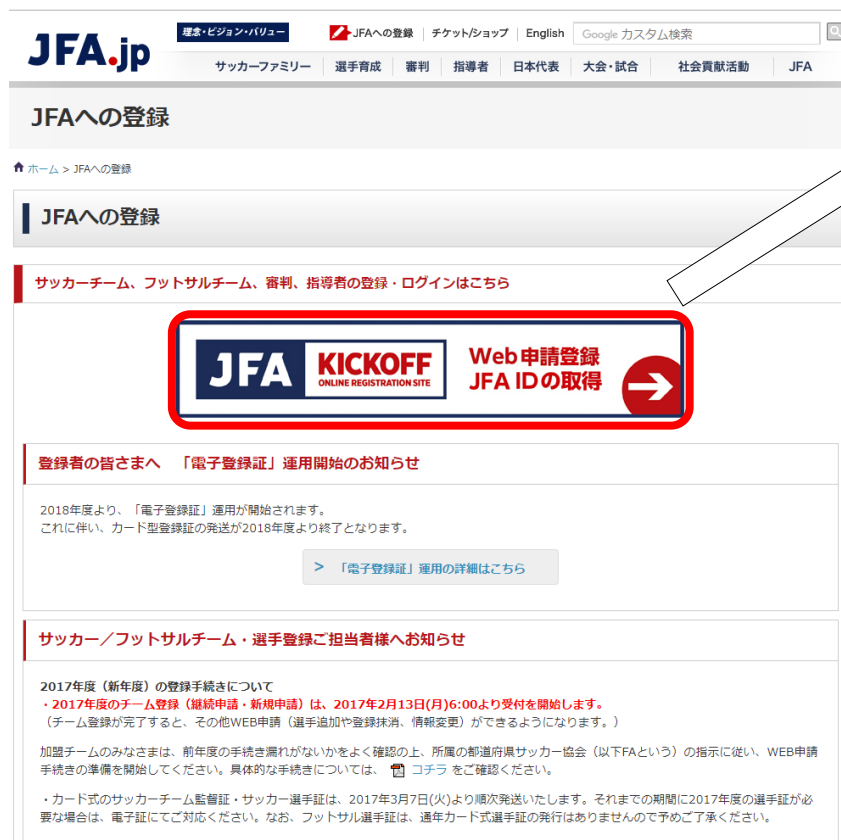 JFA.jp
理念・ビジョン・バリュー
JFAへの登録
チケット/ショップ
English
Google カスタム検索
サッカーファミリー
選手育成
審判
指導者
日本代表
大会・試合
社会貢献活動
JFA
JFAへの登録
ホーム > JFAへの登録
JFAへの登録
サッカーチーム、フットサルチーム、審判、指導者の登録・ログインはこちら
JFA
KICKOFF
ONLINE REGISTRATION SITE
Web申請登録
JFA IDの取得
登録者の皆さまへ 「電子登録証」運用開始のお知らせ
2018年度より、「電子登録証」運用が開始されます。
これに伴い、カード型登録証の発送が2018年度より終了となります。
> 「電子登録証」運用の詳細はこちら
サッカー／フットサルチーム・選手登録ご担当者様へお知らせ
2017年度（新年度）の登録手続きについて
・2017年度のチーム登録（継続申請・新規申請）は、2017年2月13日(月)6:00より受付を開始します。
（チーム登録が完了すると、その他WEB申請（選手追加や登録抹消、情報変更）ができるようになります。）
加盟チームのみなさまは、前年度の手続き漏れがないかをよく確認の上、所属の都道府県サッカー協会（以下FAという）の指示に従い、WEB申請
手続きの準備を開始してください。具体的な手続きについては、 コチラ をご確認ください。
・カード式のサッカーチーム監督証・サッカー選手証は、2017年3月7日(火)より順次発送いたします。それまでの期間に2017年度の選手証が必
要な場合は、電子証にてご対応ください。なお、フットサル選手証は、通年カード式選手証の発行はありませんので予めご了承ください。